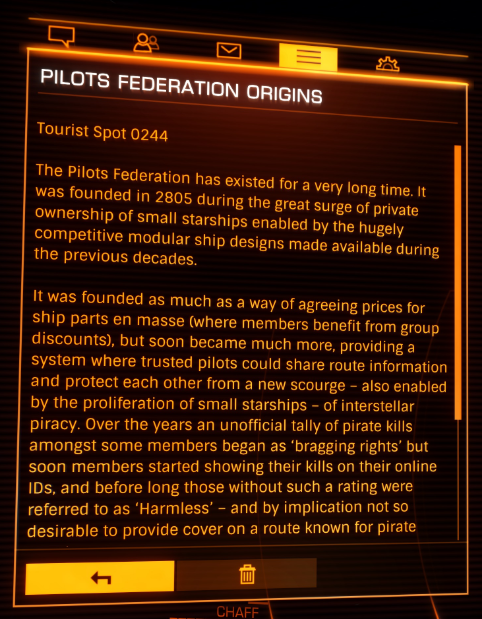 PILOTS FEDERATION ORIGINS
Tourist Spot 0244
The Pilots Federation has existed for a very long time. It
was founded in 2805 during the great surge of private
ownership of small starships enabled by the hugely
competitive modular ship designs made available during
the previous decades.
It was founded as much as a way of agreeing prices for
ship parts en masse (where members benefit from group
discounts), but soon became much more, providing a
system where trusted pilots could share route information
and protect each other from a new scourge – also enabled
by the proliferation of small starships – of interstellar
piracy. Over the years an unofficial tally of pirate kills
amongst some members began as ‘bragging rights’ but
soon members started showing their kills on their online
IDs, and before long those without such a rating were
referred to as ‘Harmless’ – and by implication not so
desirable to provide cover on a route known for pirate
CHAFF